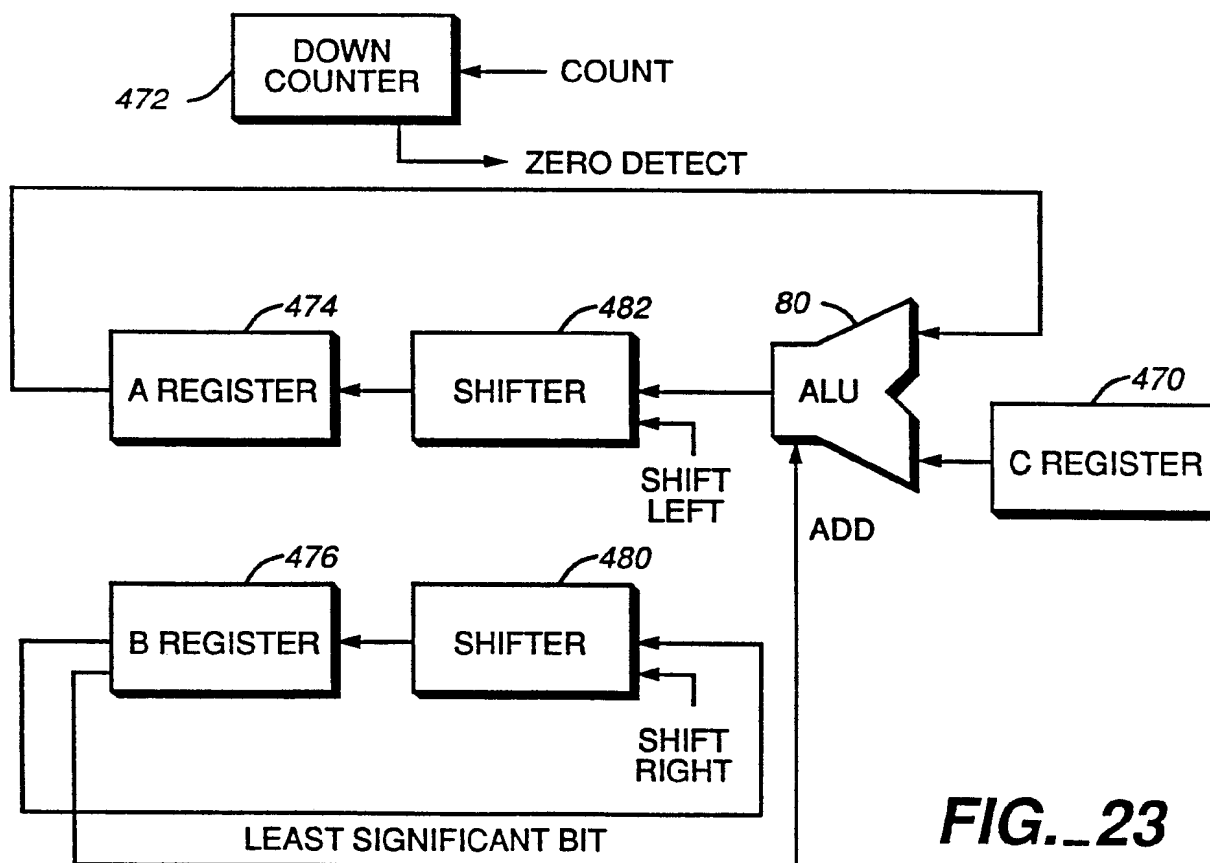 DOWN
COUNTER
COUNT
472
ZERO DETECT
474
482
80
470
A REGISTER
SHIFTER
ALU
C REGISTER
SHIFT
LEFT
ADD
476
480
B REGISTER
SHIFTER
SHIFT
RIGHT
LEAST SIGNIFICANT BIT
FIG._23